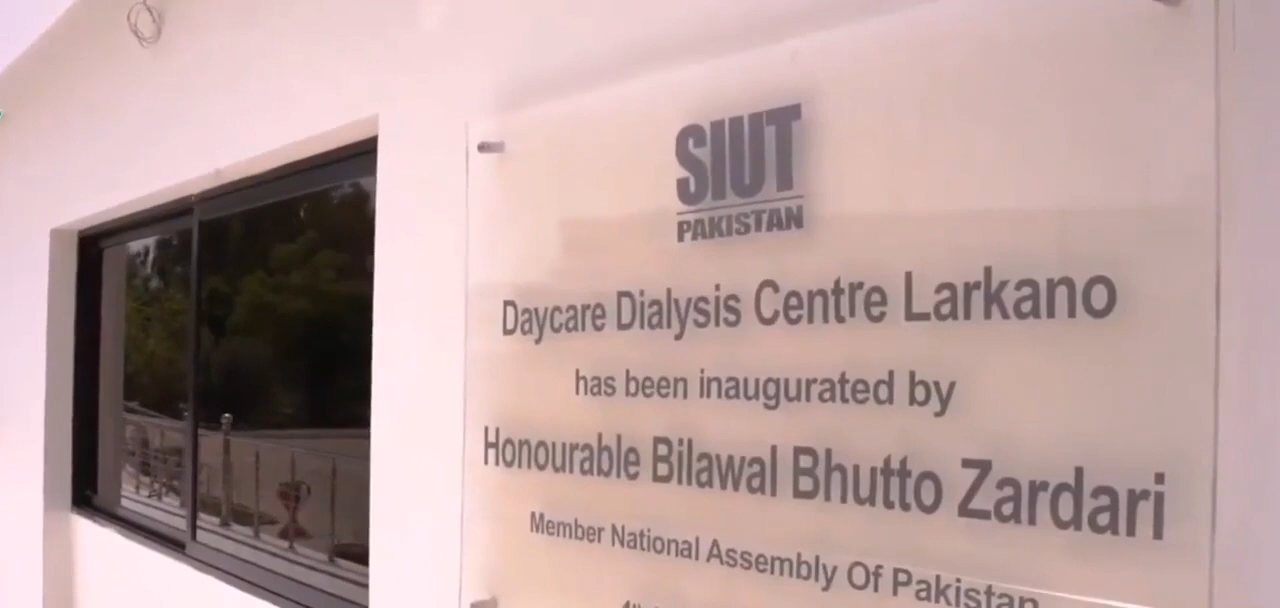 SIUT
PAKISTAN
Daycare Dialysis Centre Larkano
has been inaugurated by
Honourable Bilawal Bhutto Zardari
Member National Assembly Of Pakistan